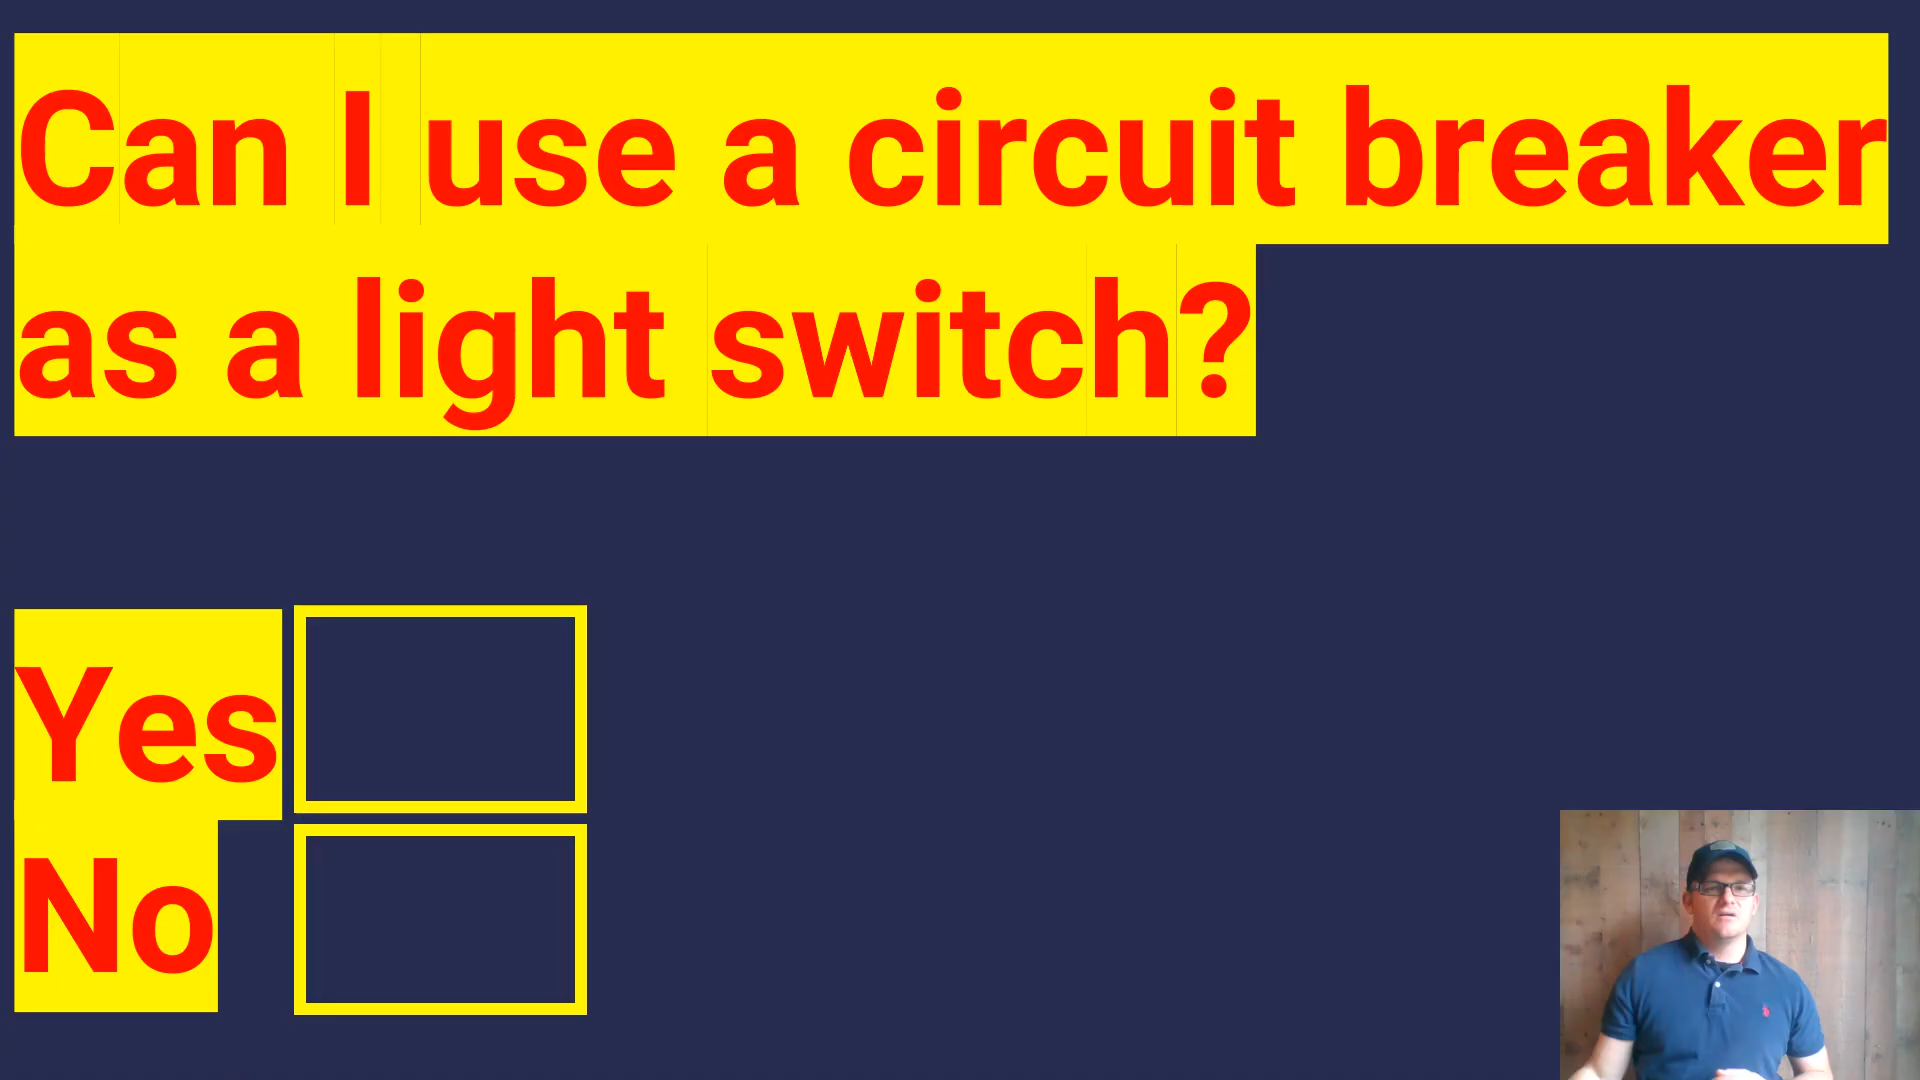 Can I use a circuit breaker
as a light switch?
Yes
No